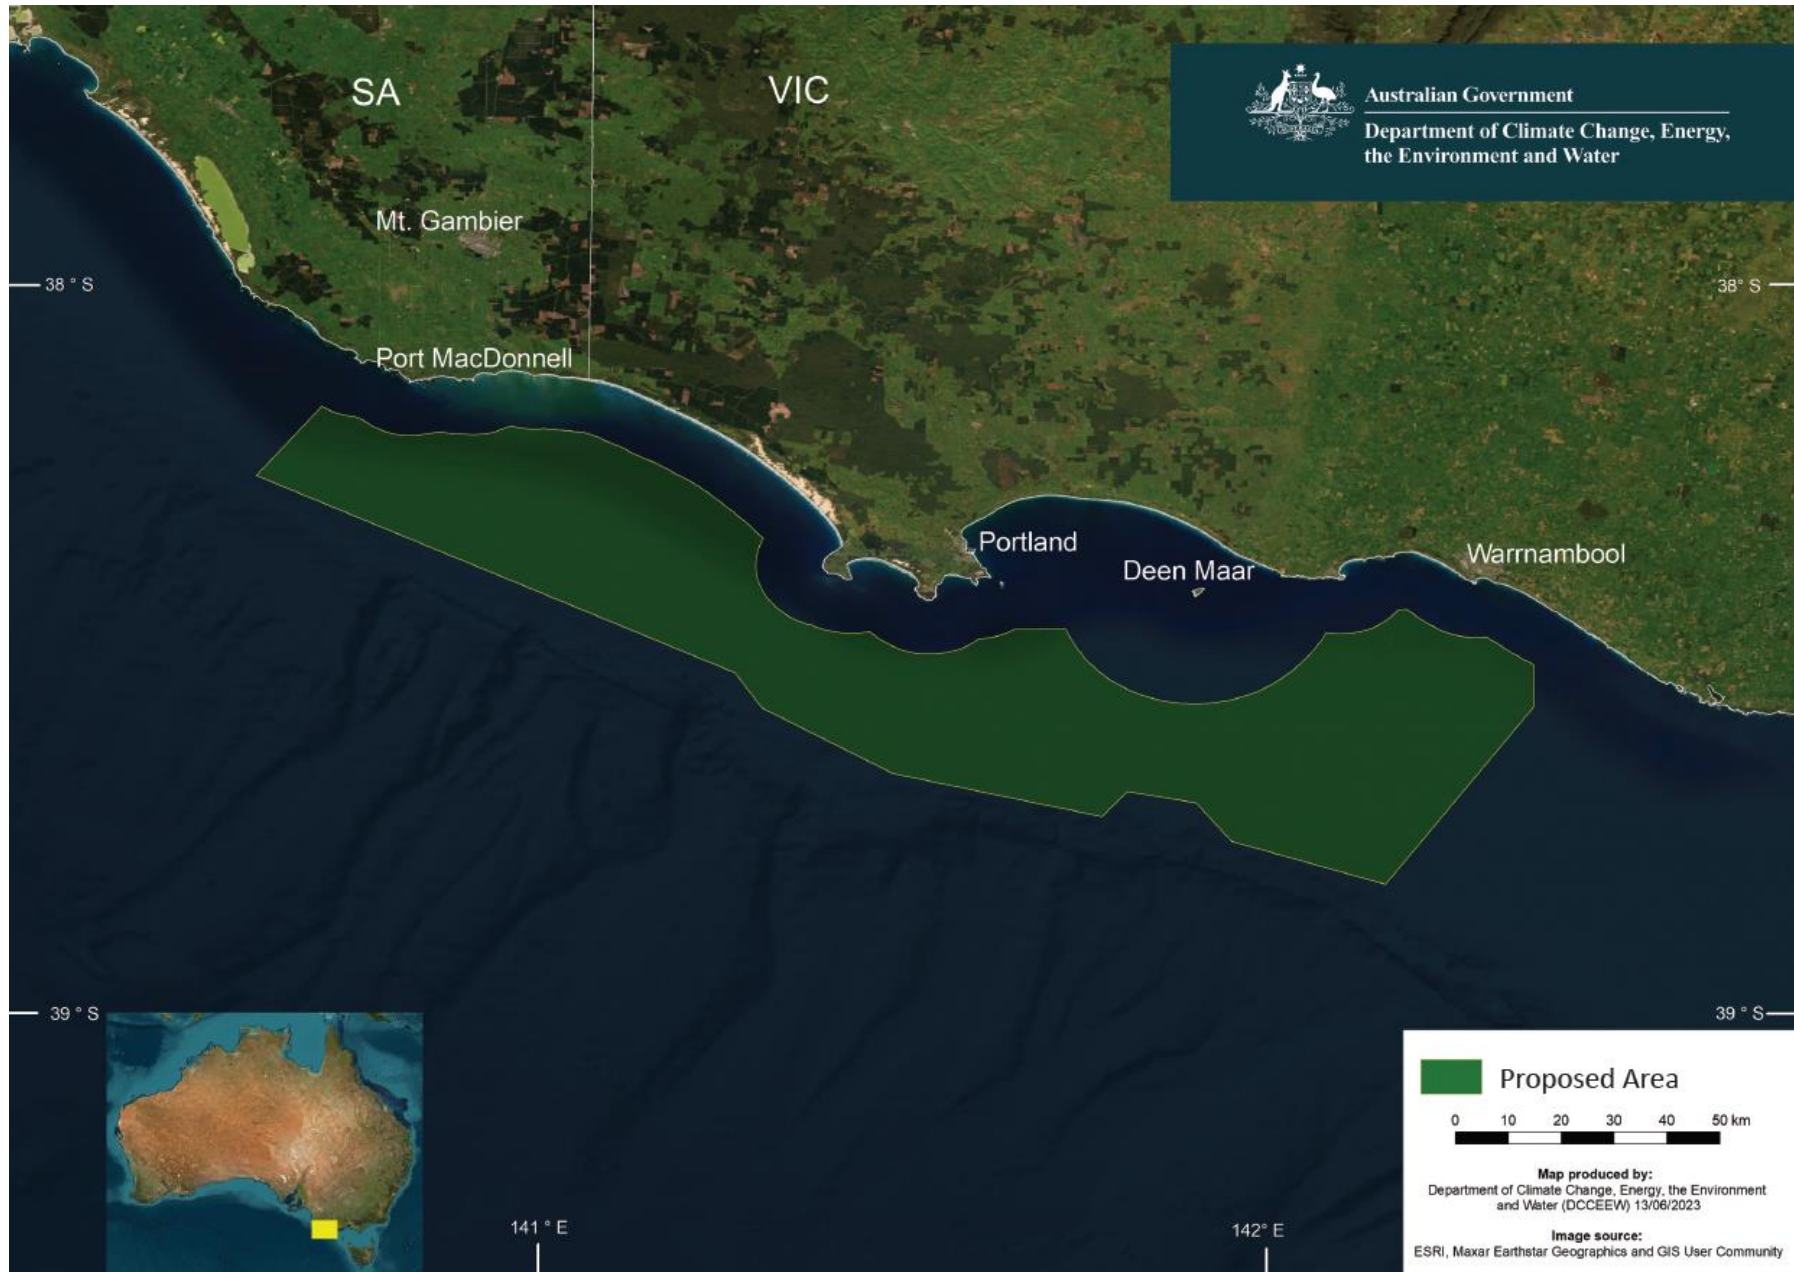 SA
VIC
Australian Government
Department of Climate Change, Energy,
the Environment and Water
Mt. Gambier
38 ° S
38° S
Port MacDonnell
Portland
Deen Maar
Warrnambool
39 ° S
39 ° S
Proposed Area
0 10 20 30 40 50 km
Map produced by:
Department of Climate Change, Energy, the Environment
and Water (DCCEEW) 13/06/2023
Image source:
ESRI, Maxar Earthstar Geographics and GIS User Community
141 ° E
142° E